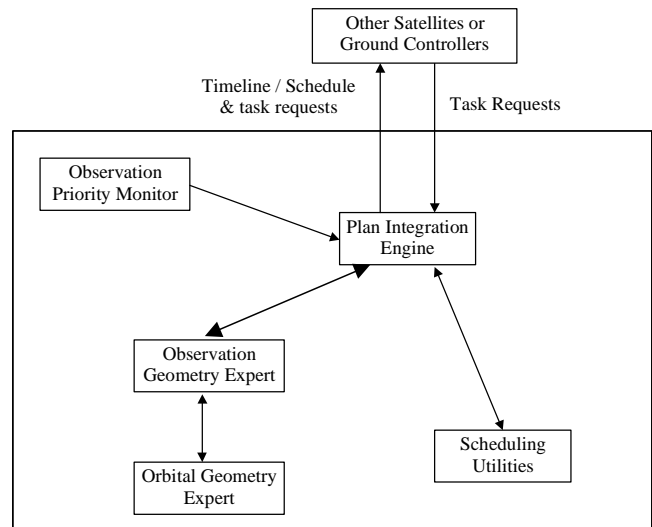 Other Satellites or
Ground Controllers
Timeline / Schedule
& task requests
Task Requests
Observation
Priority Monitor
Plan Integration
Engine
Observation
Geometry Expert
Scheduling
Utilities
Orbital Geometry
Expert